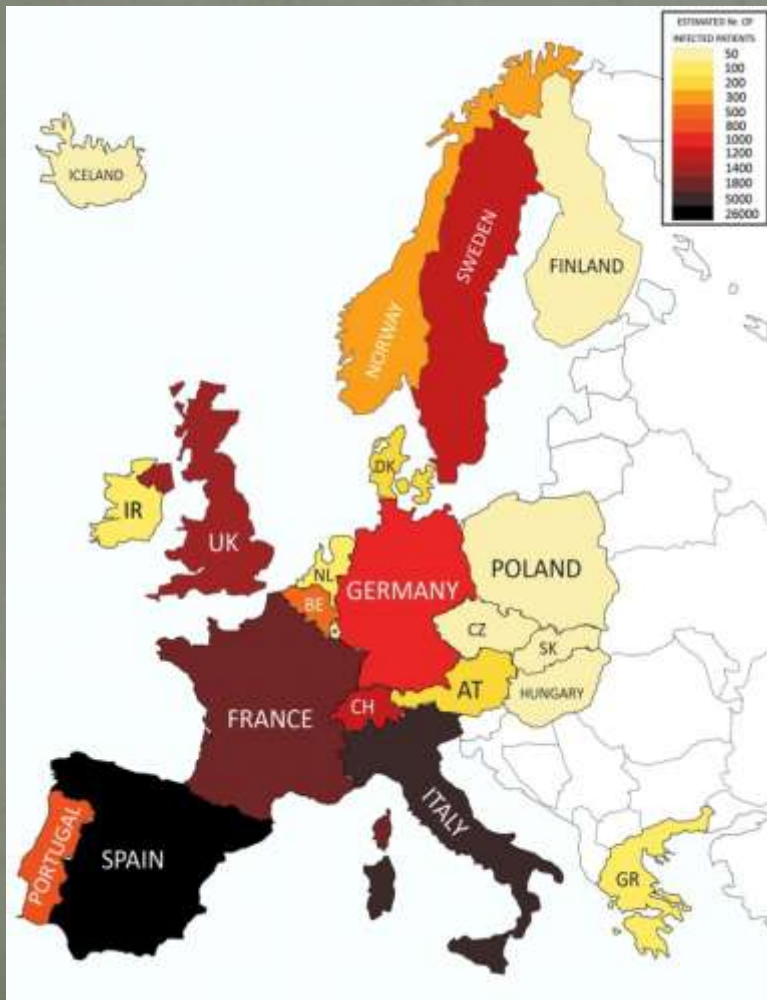 ESTIMATED Nr. OF
INFECTED PATIENTS
50
100
200
300
500
800
1000
1200
1400
1800
5000
26000
ICELAND
SWEDEN
FINLAND
NORWAY
DK
IR
UK
NL
GERMANY
POLAND
BE
CZ
SK
AT
HUNGARY
CH
FRANCE
ITALY
PORTUGAL
SPAIN
GR